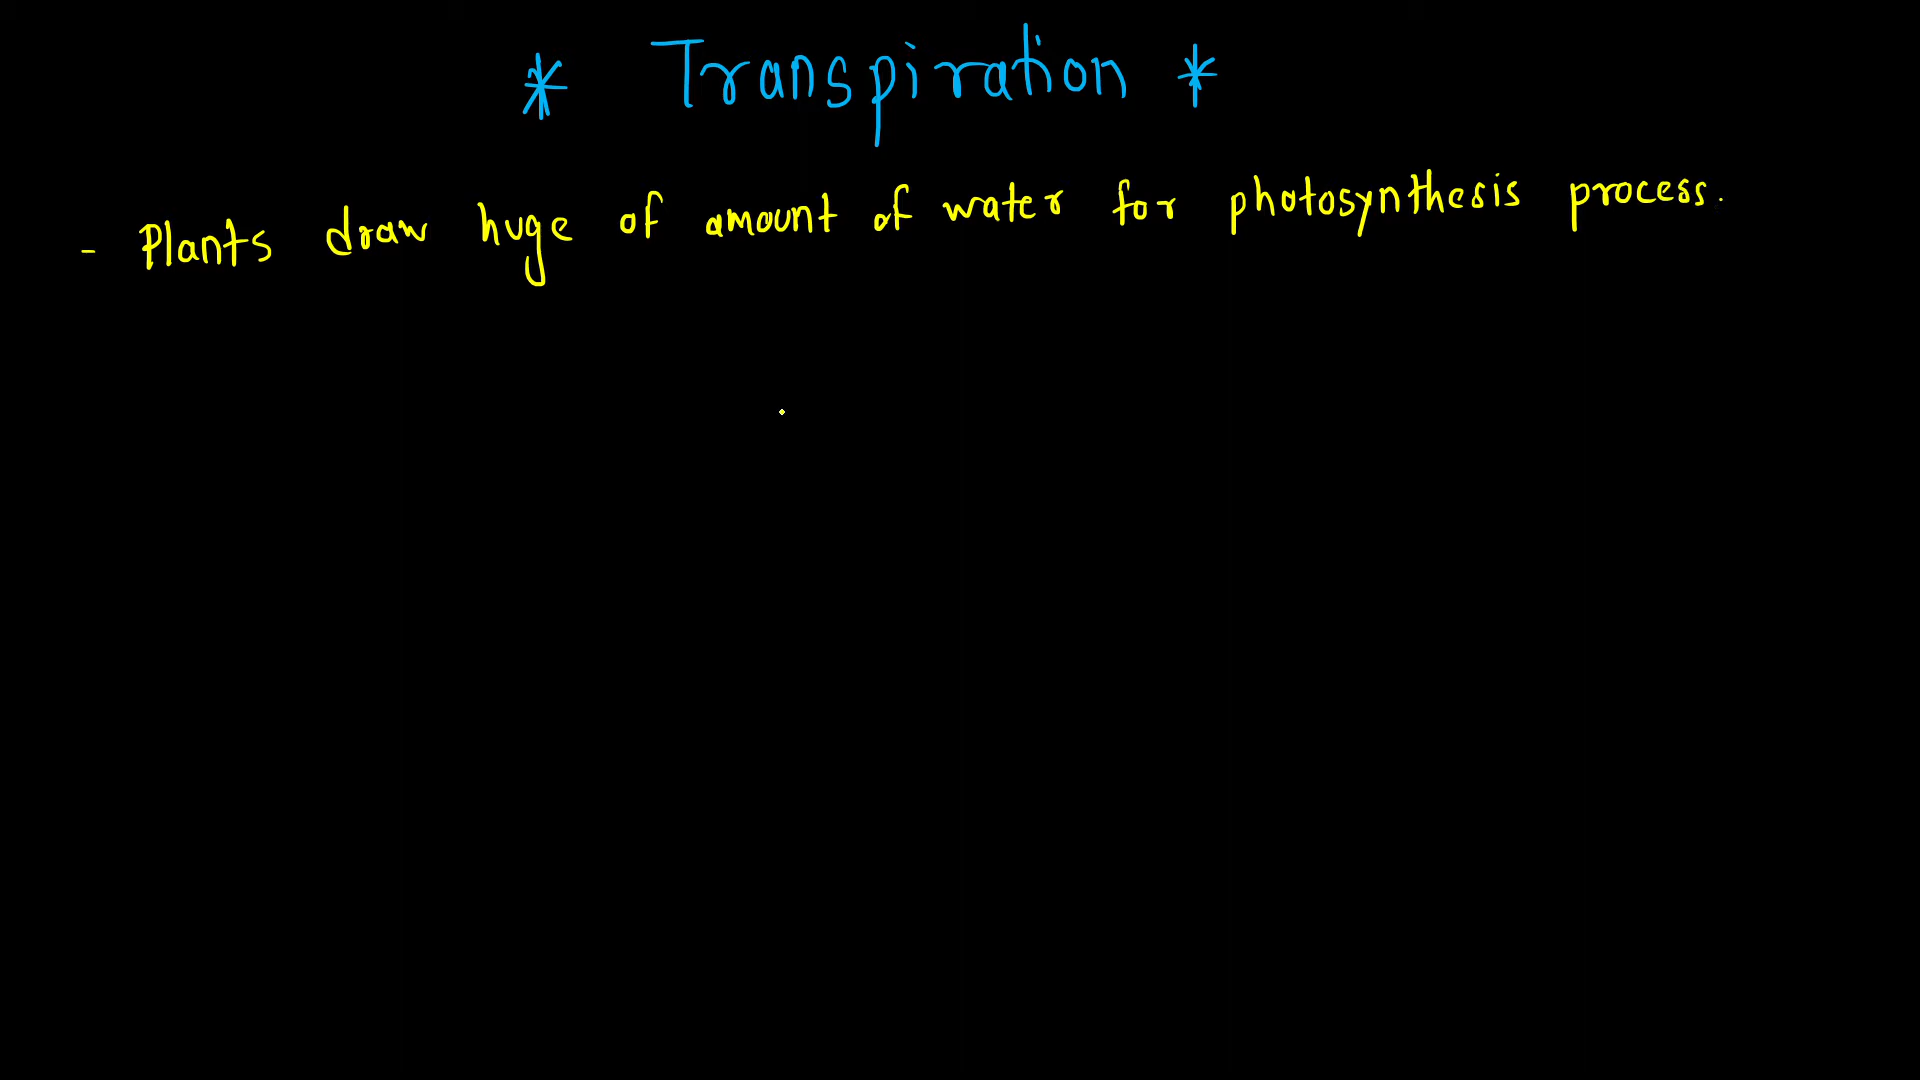 * Transpiration *
- Plants draw huge of amount of water for photosynthesis process.